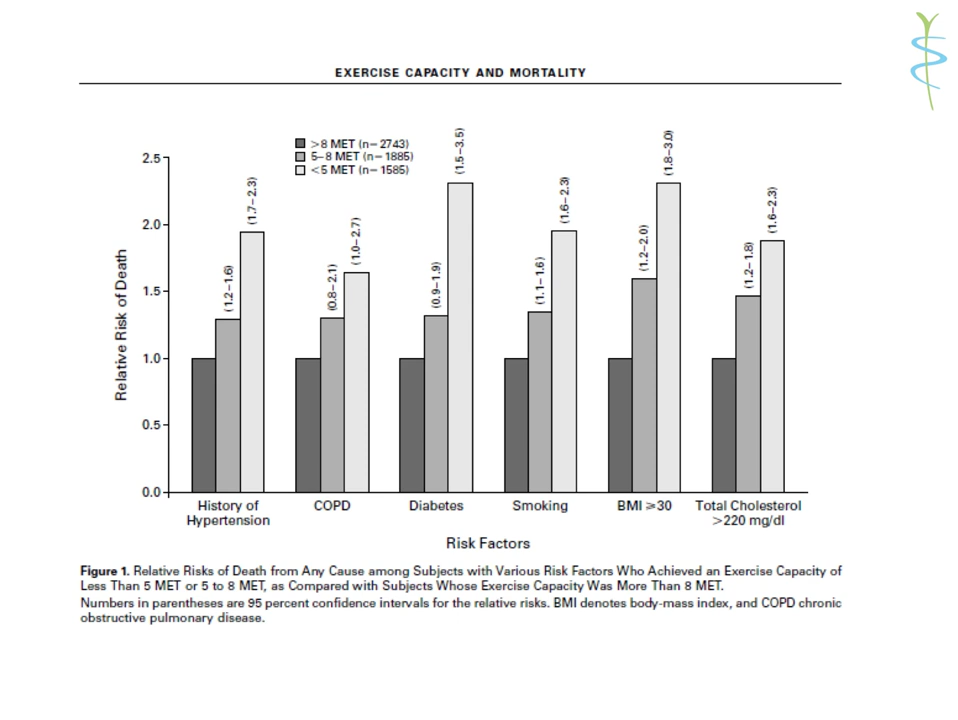 EXERCISE CAPACITY AND MORTALITY
>8 MET (n=2743)
5–8 MET (n=1885)
<5 MET (n=1585)
Relative Risk of Death
2.5
2.0
1.5
1.0
0.5
0.0
(1.2–1.6)
(1.7–2.3)
(0.8–2.1)
(1.0–2.7)
(0.9–1.9)
(1.5–3.5)
(1.1–1.6)
(1.6–2.3)
(1.2–2.0)
(1.8–3.0)
(1.2–1.8)
(1.6–2.3)
History of
Hypertension
COPD
Diabetes
Smoking
BMI ≥30
Total Cholesterol
>220 mg/dl
Risk Factors
Figure 1. Relative Risks of Death from Any Cause among Subjects with Various Risk Factors Who Achieved an Exercise Capacity of
Less Than 5 MET or 5 to 8 MET, as Compared with Subjects Whose Exercise Capacity Was More Than 8 MET.
Numbers in parentheses are 95 percent confidence intervals for the relative risks. BMI denotes body-mass index, and COPD chronic
obstructive pulmonary disease.